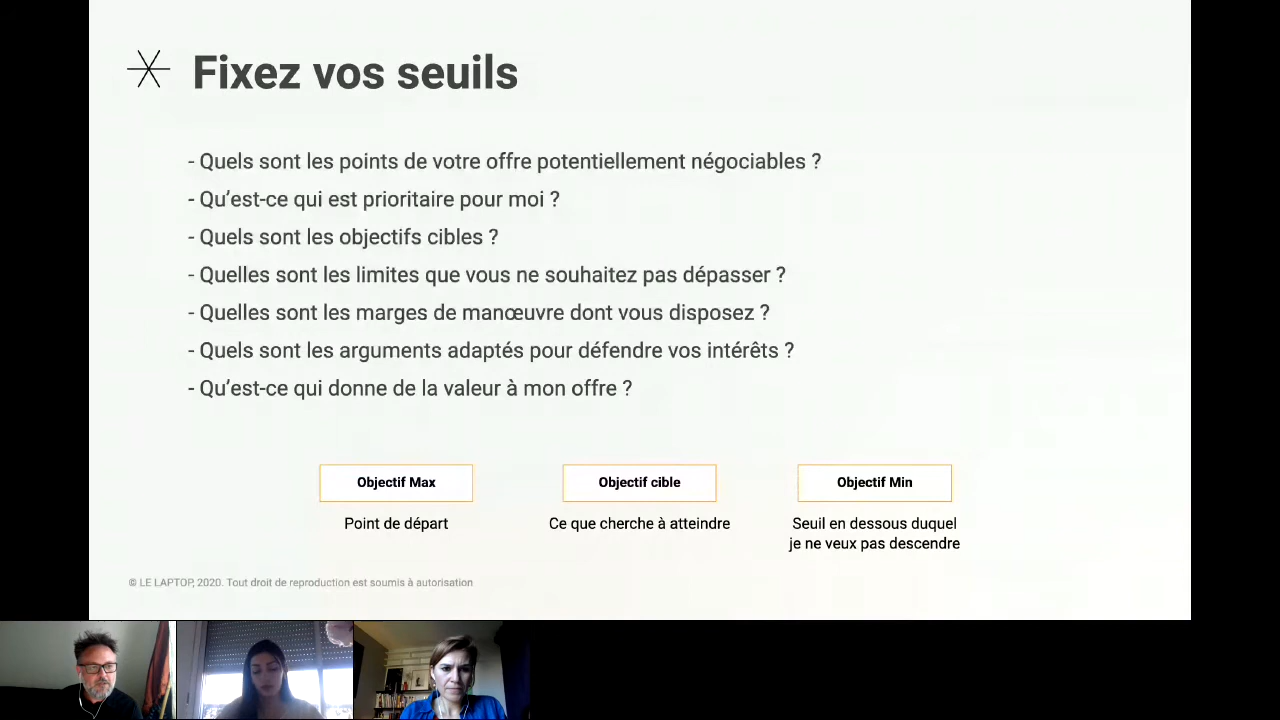 Fixez vos seuils
- Quels sont les points de votre offre potentiellement négociables ?
- Qu’est-ce qui est prioritaire pour moi ?
- Quels sont les objectifs cibles ?
- Quelles sont les limites que vous ne souhaitez pas dépasser ?
- Quelles sont les marges de manœuvre dont vous disposez ?
- Quels sont les arguments adaptés pour défendre vos intérêts ?
- Qu’est-ce qui donne de la valeur à mon offre ?
Objectif Max
Point de départ
Objectif cible
Ce que cherche à atteindre
Objectif Min
Seuil en dessous duquel
je ne veux pas descendre
© LE LAPTOP, 2020. Tout droit de reproduction est soumis à autorisation